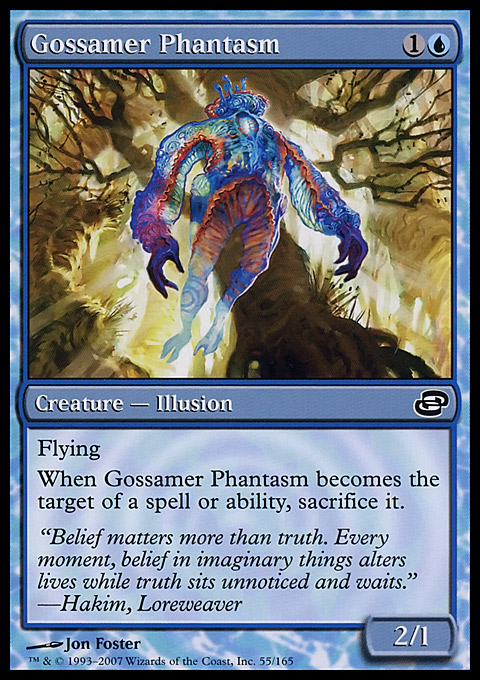 Gossamer Phantasm 1
Creature — Illusion
Flying
When Gossamer Phantasm becomes the
target of a spell or ability, sacrifice it.
“Belief matters more than truth. Every
moment, belief in imaginary things alters
lives while truth sits unnoticed and waits.”
—Hakim, Loreweaver
2/1
Jon Foster
™ & © 1993–2007 Wizards of the Coast, Inc. 55/165